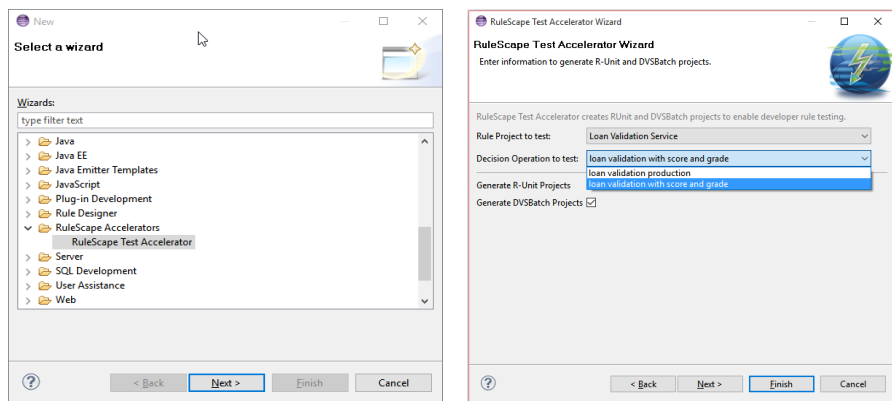 New
Select a wizard
Wizards:
type filter text
Java
Java EE
Java Emitter Templates
JavaScript
Plug-in Development
Rule Designer
RuleScape Accelerators
RuleScape Test Accelerator
Server
SQL Development
User Assistance
Web
< Back
Next >
Finish
Cancel
RuleScape Test Accelerator Wizard
RuleScape Test Accelerator Wizard
Enter information to generate R-Unit and DVSBatch projects.
RuleScape Test Accelerator creates RUnit and DVSBatch projects to enable developer rule testing.
Rule Project to test: Loan Validation Service
Decision Operation to test: loan validation with score and grade
loan validation production
loan validation with score and grade
Generate R-Unit Projects
Generate DVSBatch Projects
< Back
Next >
Finish
Cancel